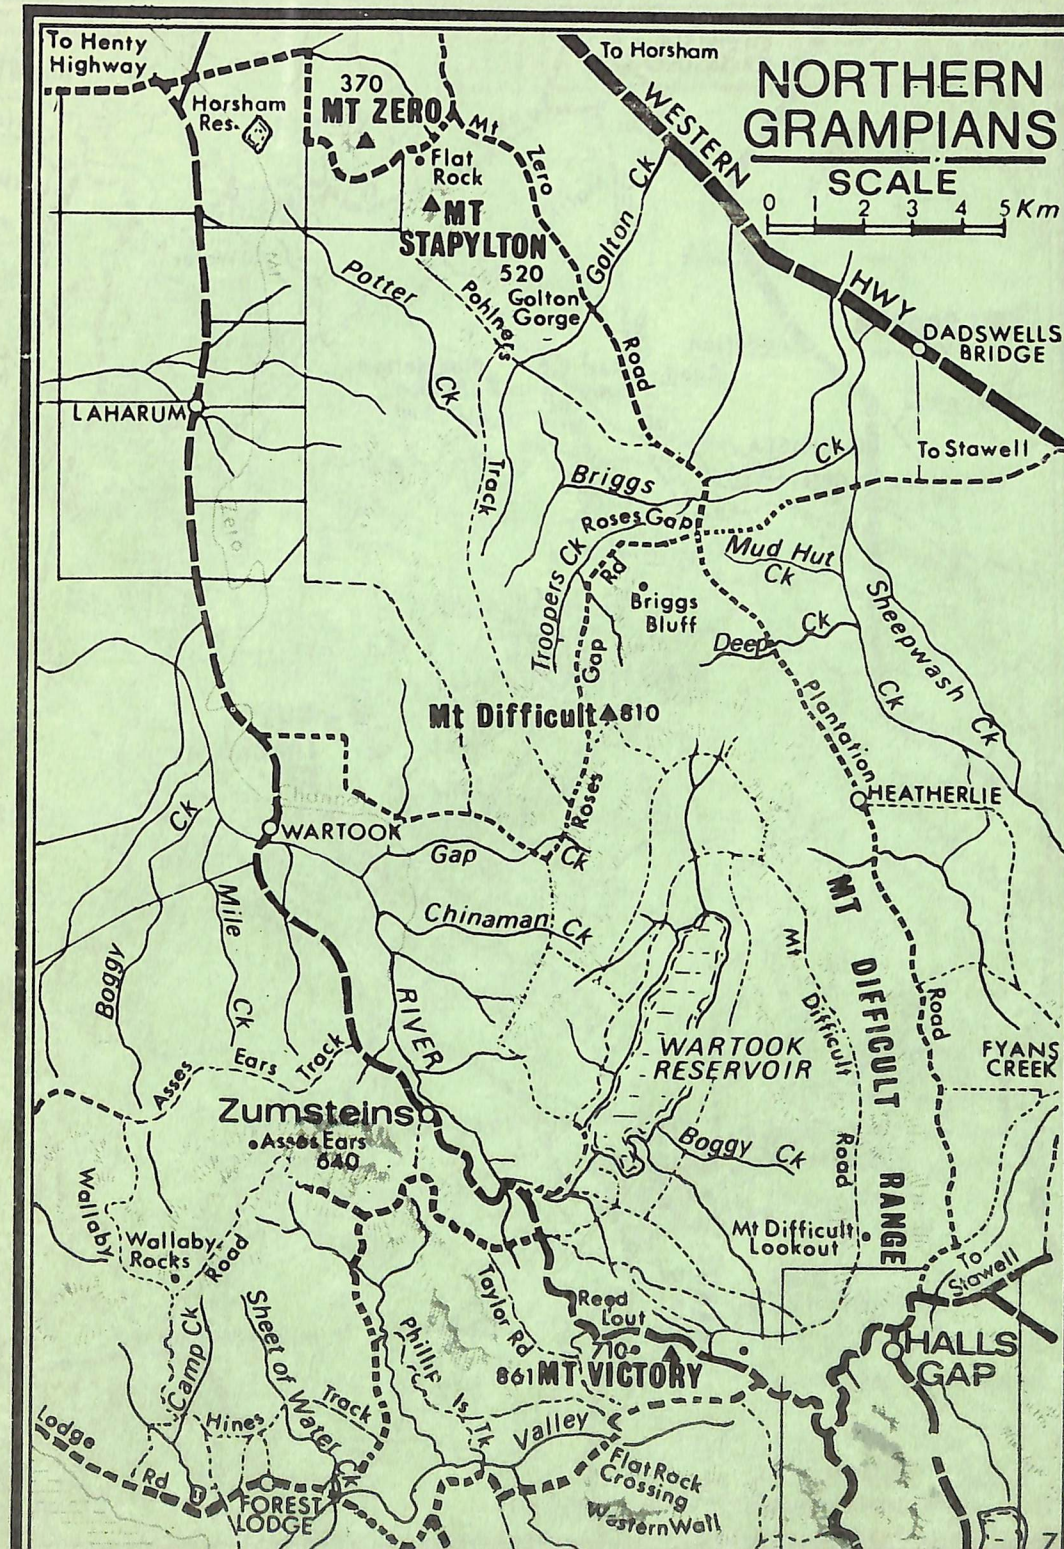 To Henty
Highway
To Horsham
NORTHERN
GRAMPIANS
SCALE
0 1 2 3 4 5 Km
370
MT ZERO
Horsham
Res.
WESTERN
HWY
Mt
Zero
Road
Flat
Rock
MT
STAPYLTON
520
Golton Ck
Golton
Gorge
Potter
Ck
Pohlners
Track
DADSWELLS
BRIDGE
LAHARUM
To Stawell
Briggs
Ck
Roses Gap
Rd
Mud Hut
Ck
Troopers Ck
Briggs
Bluff
Deep
Ck
Sheepwash
Ck
Ck
Gap
Mt Difficult
810
Plantation
Roses
HEATHERLIE
Zero
Ck
WARTOOK
Gap
Ck
Mile
Ck
Boggy
Chinaman Ck
RIVER
Mt
Difficult
Road
MT DIFFICULT RANGE
Road
WARTOOK
RESERVOIR
FYANS
CREEK
Asses Ears Track
Zumsteins
Asses Ears
640
Boggy Ck
Wallaby
Wallaby
Rocks
Road
Mt Difficult
Lookout
To
Stawell
Taylor Rd
Reed
Lout
710
861 MT VICTORY
HALLS
GAP
Camp Ck
Sheet of Water Ck
Phillip Is Tk
Track
Hines
Valley
Lodge
Rd
FOREST
LODGE
Flat Rock
Crossing
Western Wall
7